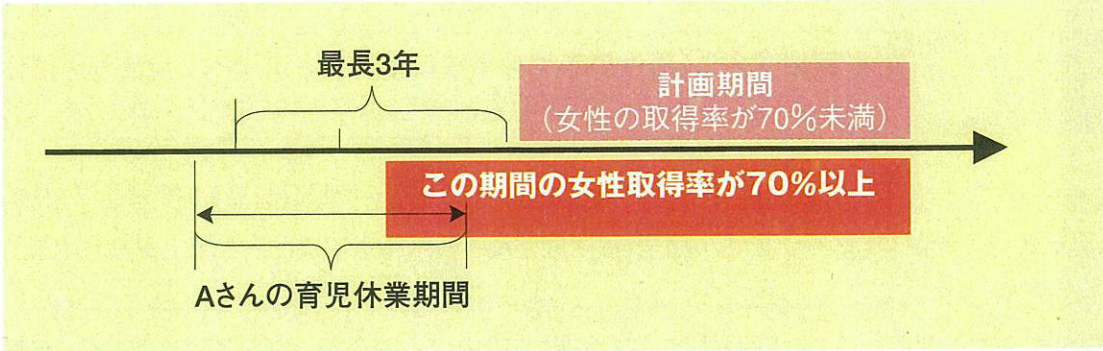 最長3年
計画期間
（女性の取得率が70％未満）
この期間の女性取得率が70％以上
Aさんの育児休業期間